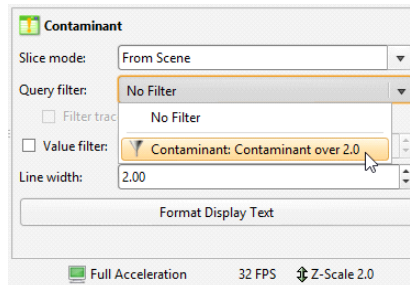 Contaminant
Slice mode: From Scene
Query filter: No Filter
Filter trac No Filter
Value filter: Contaminant: Contaminant over 2.0
Line width: 2.00
Format Display Text
Full Acceleration 32 FPS Z-Scale 2.0